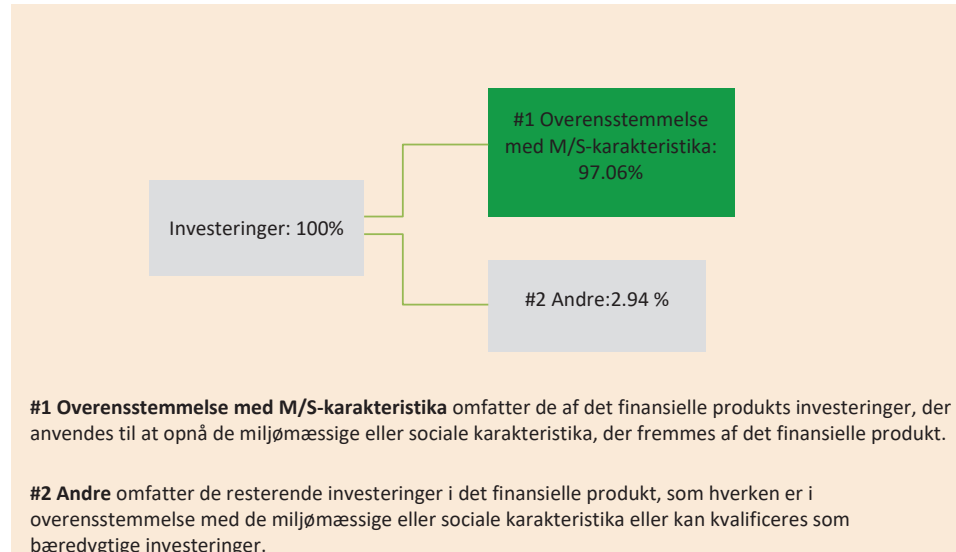 #1 Overensstemmelse
med M/S-karakteristika:
97.06%
Investeringer: 100%
#2 Andre:2.94 %
#1 Overensstemmelse med M/S-karakteristika omfatter de af det finansielle produkts investeringer, der
anvendes til at opnå de miljømæssige eller sociale karakteristika, der fremmes af det finansielle produkt.
#2 Andre omfatter de resterende investeringer i det finansielle produkt, som hverken er i
overensstemmelse med de miljømæssige eller sociale karakteristika eller kan kvalificeres som
bæredygtige investeringer.